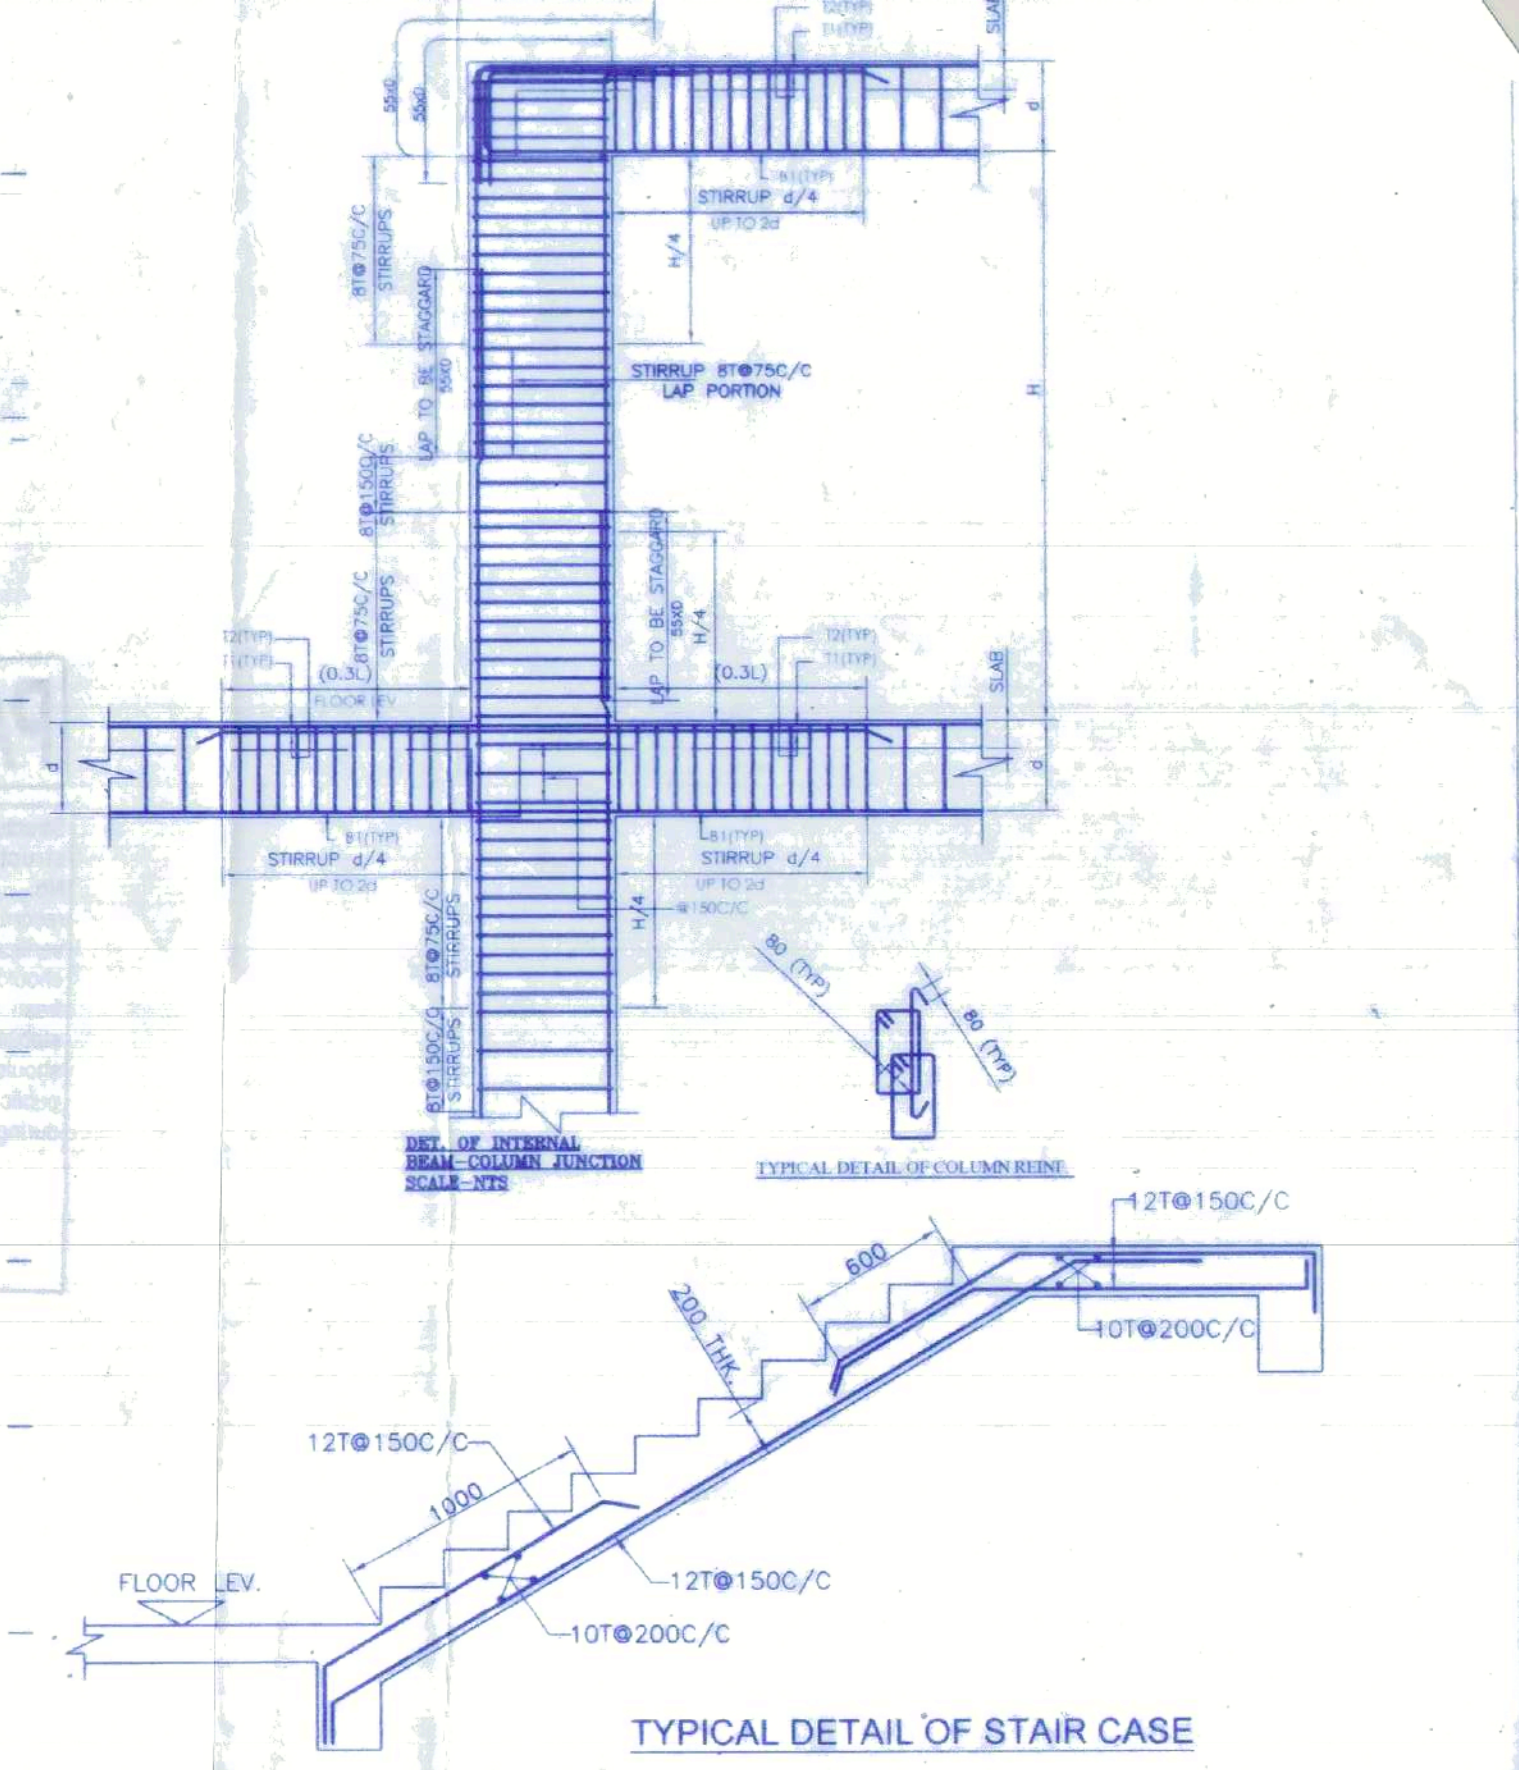 T2(TYP)
T1(TYP)
SLAB
55xD
55xD
d
B1(TYP)
STIRRUP d/4
UP TO 2d
8T@75C/C
STIRRUPS
H/4
LAP TO BE STAGGARD
55XD
STIRRUP 8T@75C/C
LAP PORTION
H
8T@150C/C
STIRRUPS
8T@75C/C
STIRRUPS
LAP TO BE STAGGARD
55XD
H/4
T2(TYP)
T1(TYP)
(0.3L)
FLOOR LEV
(0.3L)
T2(TYP)
T1(TYP)
SLAB
d
d
B1(TYP)
STIRRUP d/4
UP TO 2d
B1(TYP)
STIRRUP d/4
UP TO 2d
@150C/C
8T@75C/C
STIRRUPS
H/4
8T@150C/C
STIRRUPS
80 (TYP)
80 (TYP)
DET. OF INTERNAL
BEAM-COLUMN JUNCTION
SCALE-NTS
TYPICAL DETAIL OF COLUMN REINF.
12T@150C/C
600
200 THK.
10T@200C/C
12T@150C/C
1000
FLOOR LEV.
12T@150C/C
10T@200C/C
TYPICAL DETAIL OF STAIR CASE